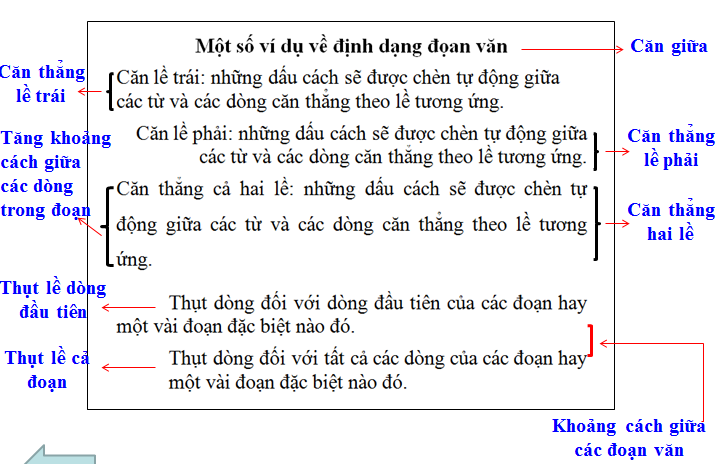 Một số ví dụ về định dạng đọan văn
Căn giữa
Căn thẳng
lề trái
Căn lề trái: những dấu cách sẽ được chèn tự động giữa
các từ và các dòng căn thẳng theo lề tương ứng.
Căn lề phải: những dấu cách sẽ được chèn tự động giữa
các từ và các dòng căn thẳng theo lề tương ứng.
Căn thẳng
lề phải
Tăng khoảng
cách giữa
các dòng
trong đoạn
Căn thẳng cả hai lề: những dấu cách sẽ được chèn tự
động giữa các từ và các dòng căn thẳng theo lề tương
ứng.
Căn thẳng
hai lề
Thụt lề dòng
đầu tiên
Thụt dòng đối với dòng đầu tiên của các đoạn hay
một vài đoạn đặc biệt nào đó.
Thụt lề cả
đoạn
Thụt dòng đối với tất cả các dòng của các đoạn hay
một vài đoạn đặc biệt nào đó.
Khoảng cách giữa
các đoạn văn